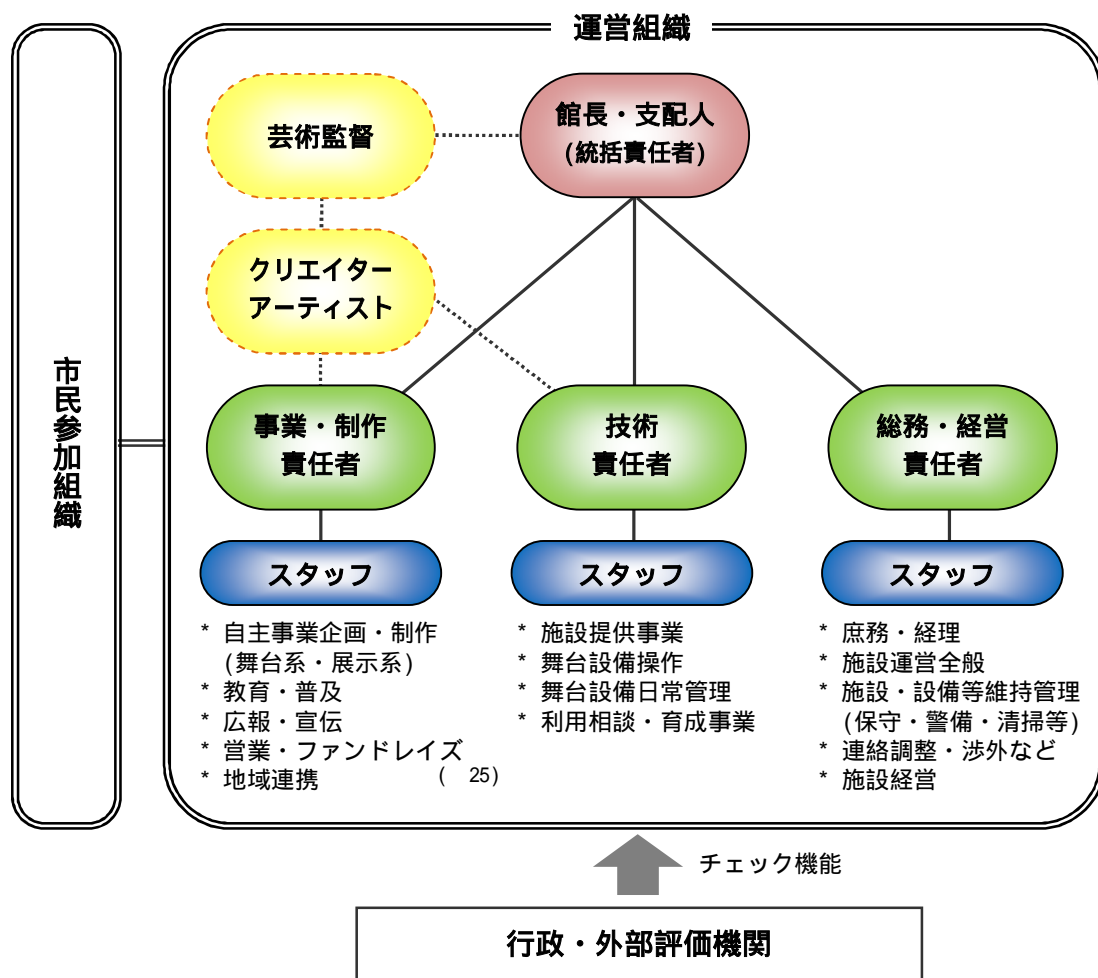 運営組織
市民参加組織
芸術監督
館長・支配人
(統括責任者)
クリエイター
アーティスト
事業・制作
責任者
技術
責任者
総務・経営
責任者
スタッフ
* 自主事業企画・制作
(舞台系・展示系)
* 教育・普及
* 広報・宣伝
* 営業・ファンドレイズ
* 地域連携
( 25)
スタッフ
* 施設提供事業
* 舞台設備操作
* 舞台設備日常管理
* 利用相談・育成事業
スタッフ
* 庶務・経理
* 施設運営全般
* 施設・設備等維持管理
(保守・警備・清掃等)
* 連絡調整・渉外など
* 施設経営
チェック機能
行政・外部評価機関